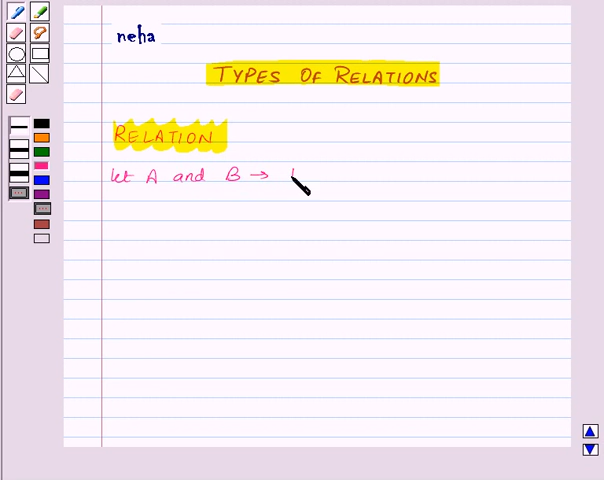 neha
TYPES OF RELATIONS
RELATION
let A and B →